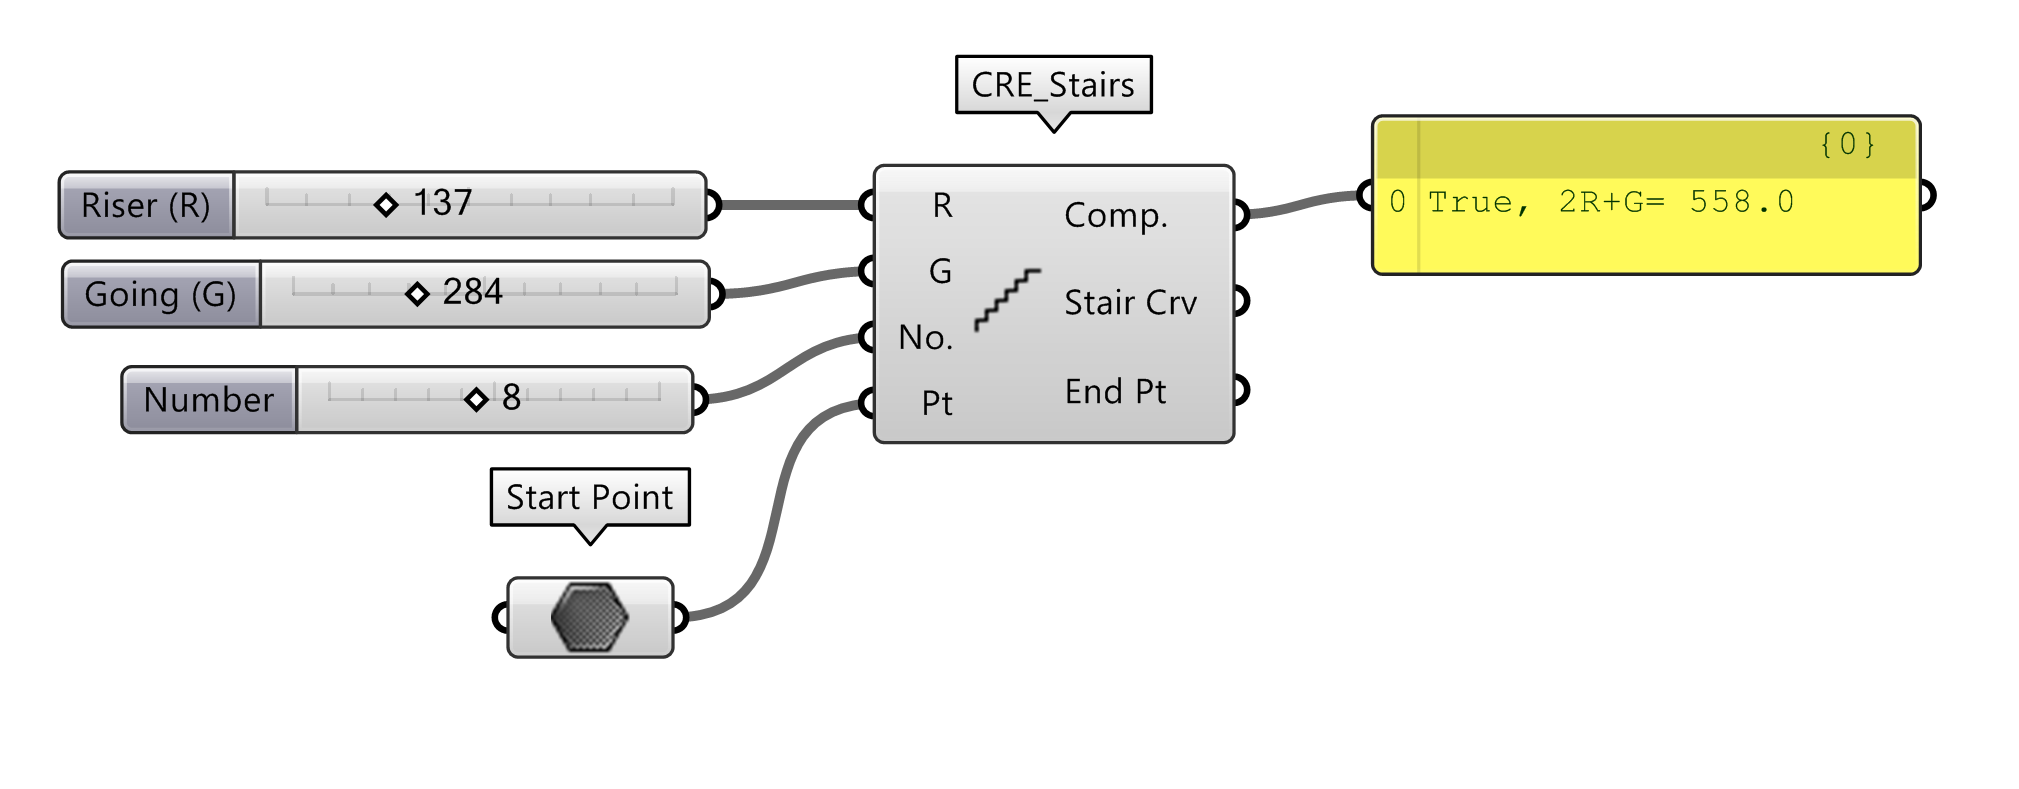 CRE_Stairs
Riser (R) 137
Going (G) 284
Number 8
Start Point
R
G
No.
Pt
Comp.
Stair Crv
End Pt
{0}
0 True, 2R+G= 558.0